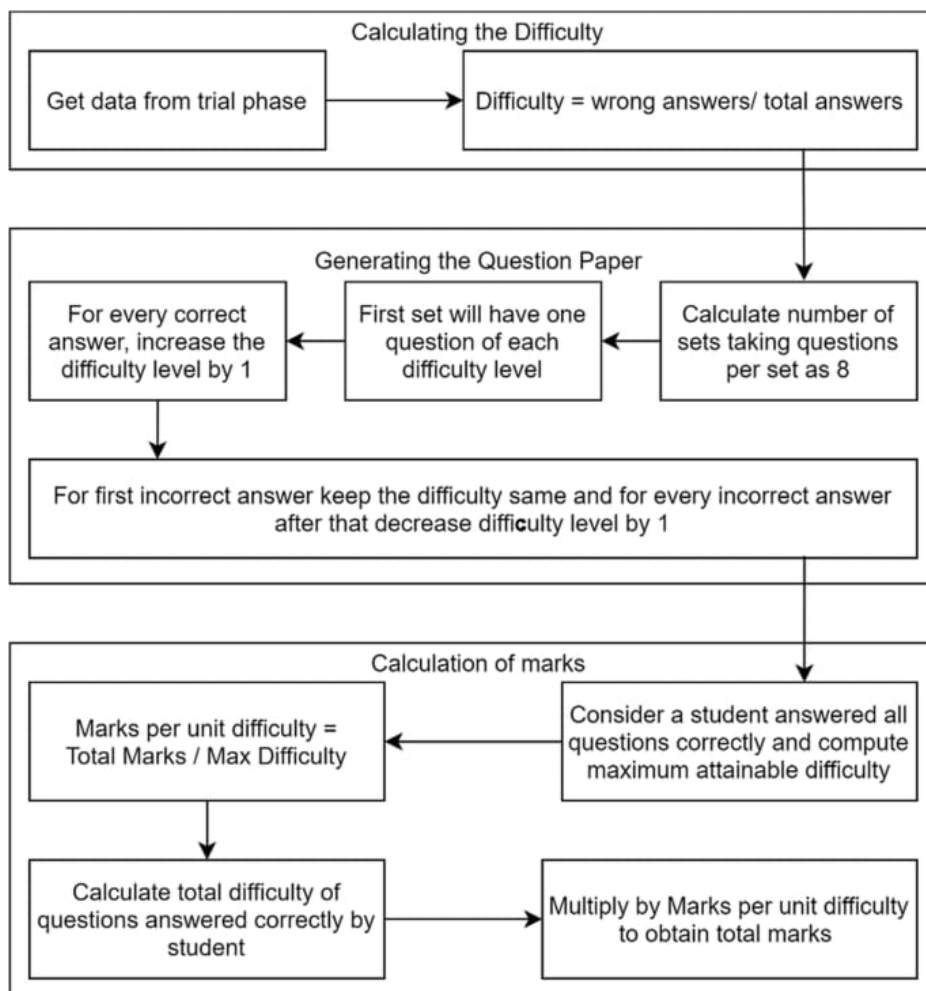 Calculating the Difficulty
Get data from trial phase
Difficulty = wrong answers/ total answers
Generating the Question Paper
Calculate number of
sets taking questions
per set as 8
First set will have one
question of each
difficulty level
For every correct
answer, increase the
difficulty level by 1
For first incorrect answer keep the difficulty same and for every incorrect answer
after that decrease difficulty level by 1
Calculation of marks
Consider a student answered all
questions correctly and compute
maximum attainable difficulty
Marks per unit difficulty =
Total Marks / Max Difficulty
Calculate total difficulty of
questions answered correctly by
student
Multiply by Marks per unit difficulty
to obtain total marks